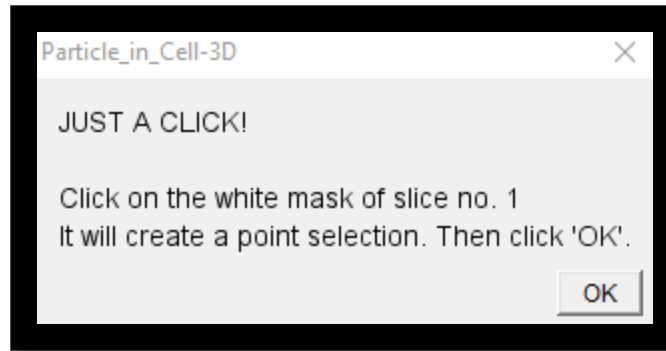 Particle_in_Cell-3D
JUST A CLICK!
Click on the white mask of slice no. 1
It will create a point selection. Then click 'OK'.
OK